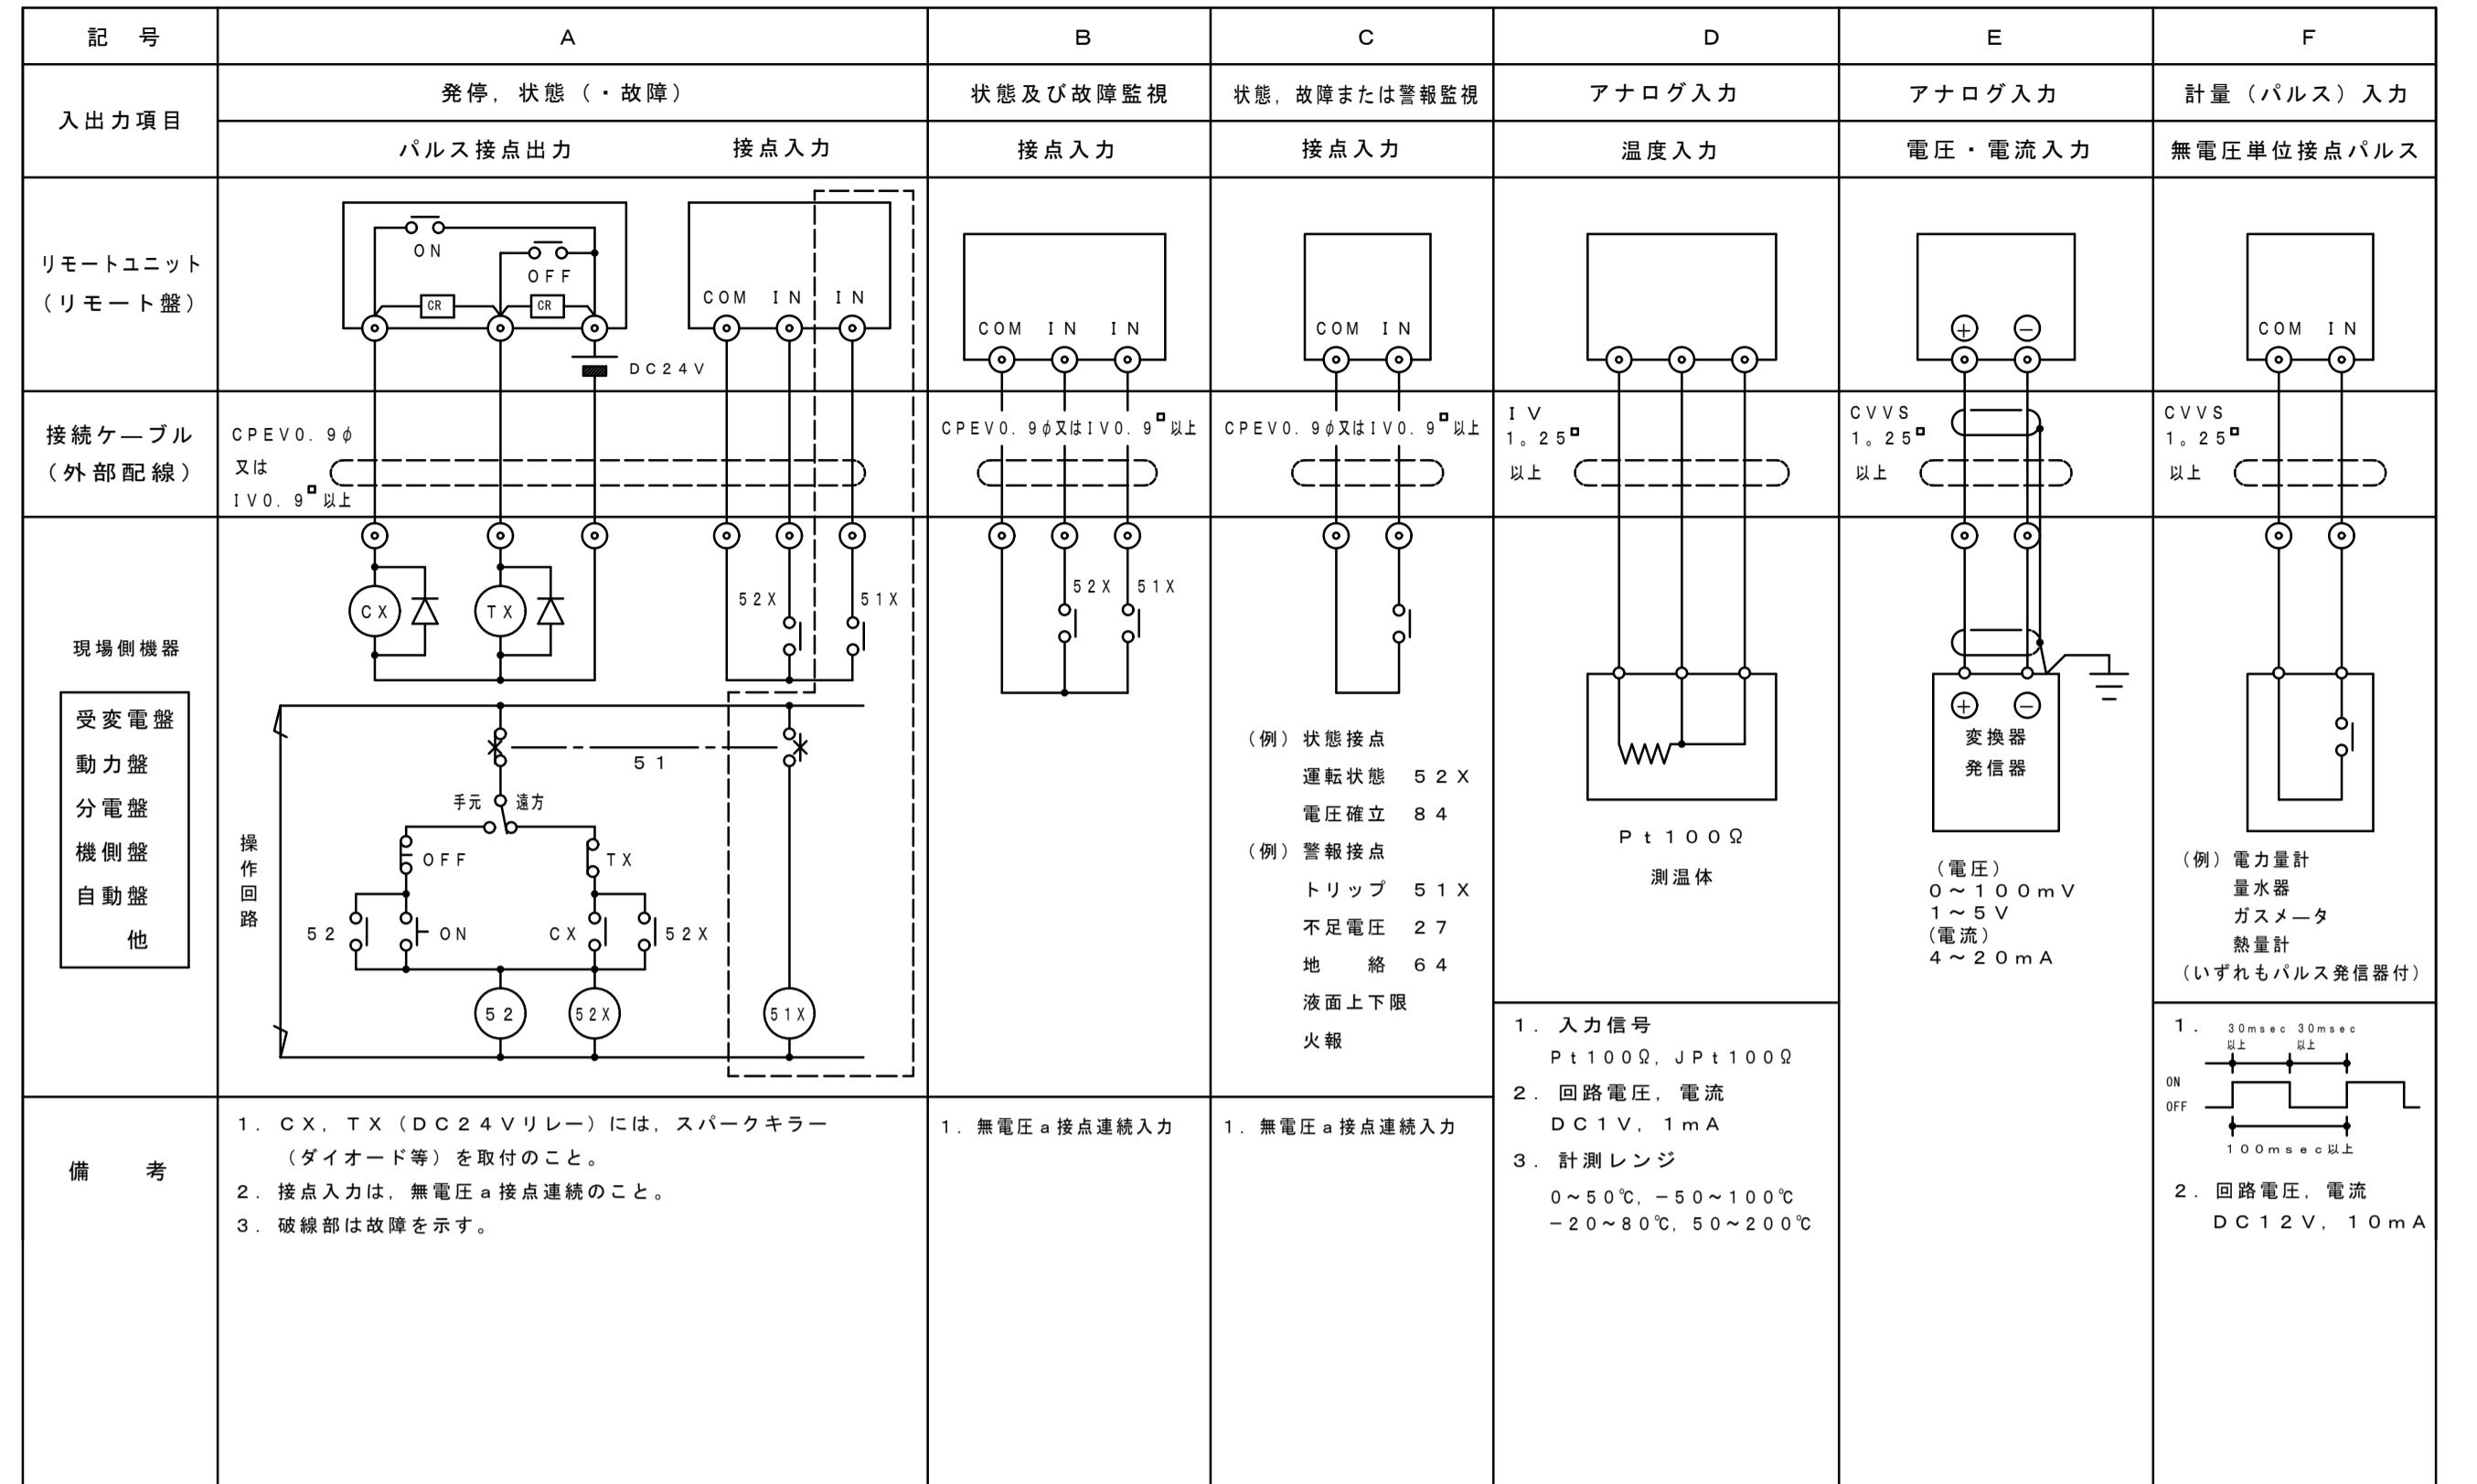 記 号
A
B
C
D
E
F
入出力項目
発停, 状態 (・故障)
状態及び故障監視
状態, 故障または警報監視
アナログ入力
アナログ入力
計量 (パルス) 入力
パルス接点出力
接点入力
接点入力
接点入力
温度入力
電圧・電流入力
無電圧単位接点パルス
リモートユニット
(リモート盤)
ON
OFF
CR
CR
DC24V
COM IN IN
COM IN IN
COM IN
+ −
COM IN
接続ケーブル
(外部配線)
CPEV0. 9φ
又は
IV0. 9□ 以上
CPEV0. 9φ又はIV0. 9□ 以上
CPEV0. 9φ又はIV0. 9□ 以上
IV
1。25□
以上
CVVS
1。25□
以上
CVVS
1。25□
以上
現場側機器
受変電盤
動力盤
分電盤
機側盤
自動盤
他
CX
TX
52X
51X
操作回路
51
手元
遠方
OFF
TX
52
ON
CX
52X
52
52X
51X
52X
51X
(例) 状態接点
運転状態 52X
電圧確立 84
(例) 警報接点
トリップ 51X
不足電圧 27
地 絡 64
液面上下限
火報
Pt100Ω
測温体
+ −
変換器
発信器
(電圧)
0〜100mV
1〜5V
(電流)
4〜20mA
(例) 電力量計
量水器
ガスメータ
熱量計
(いずれもパルス発信器付)
備 考
1. CX, TX (DC24Vリレー) には, スパークキラー
(ダイオード等) を取付のこと。
2. 接点入力は, 無電圧a接点連続のこと。
3. 破線部は故障を示す。
1. 無電圧a接点連続入力
1. 無電圧a接点連続入力
1. 入力信号
Pt100Ω, JPt100Ω
2. 回路電圧, 電流
DC1V, 1mA
3. 計測レンジ
0〜50℃, −50〜100℃
−20〜80℃, 50〜200℃
1.
30msec 30msec
以上 以上
ON
OFF
100msec以上
2. 回路電圧, 電流
DC12V, 10mA